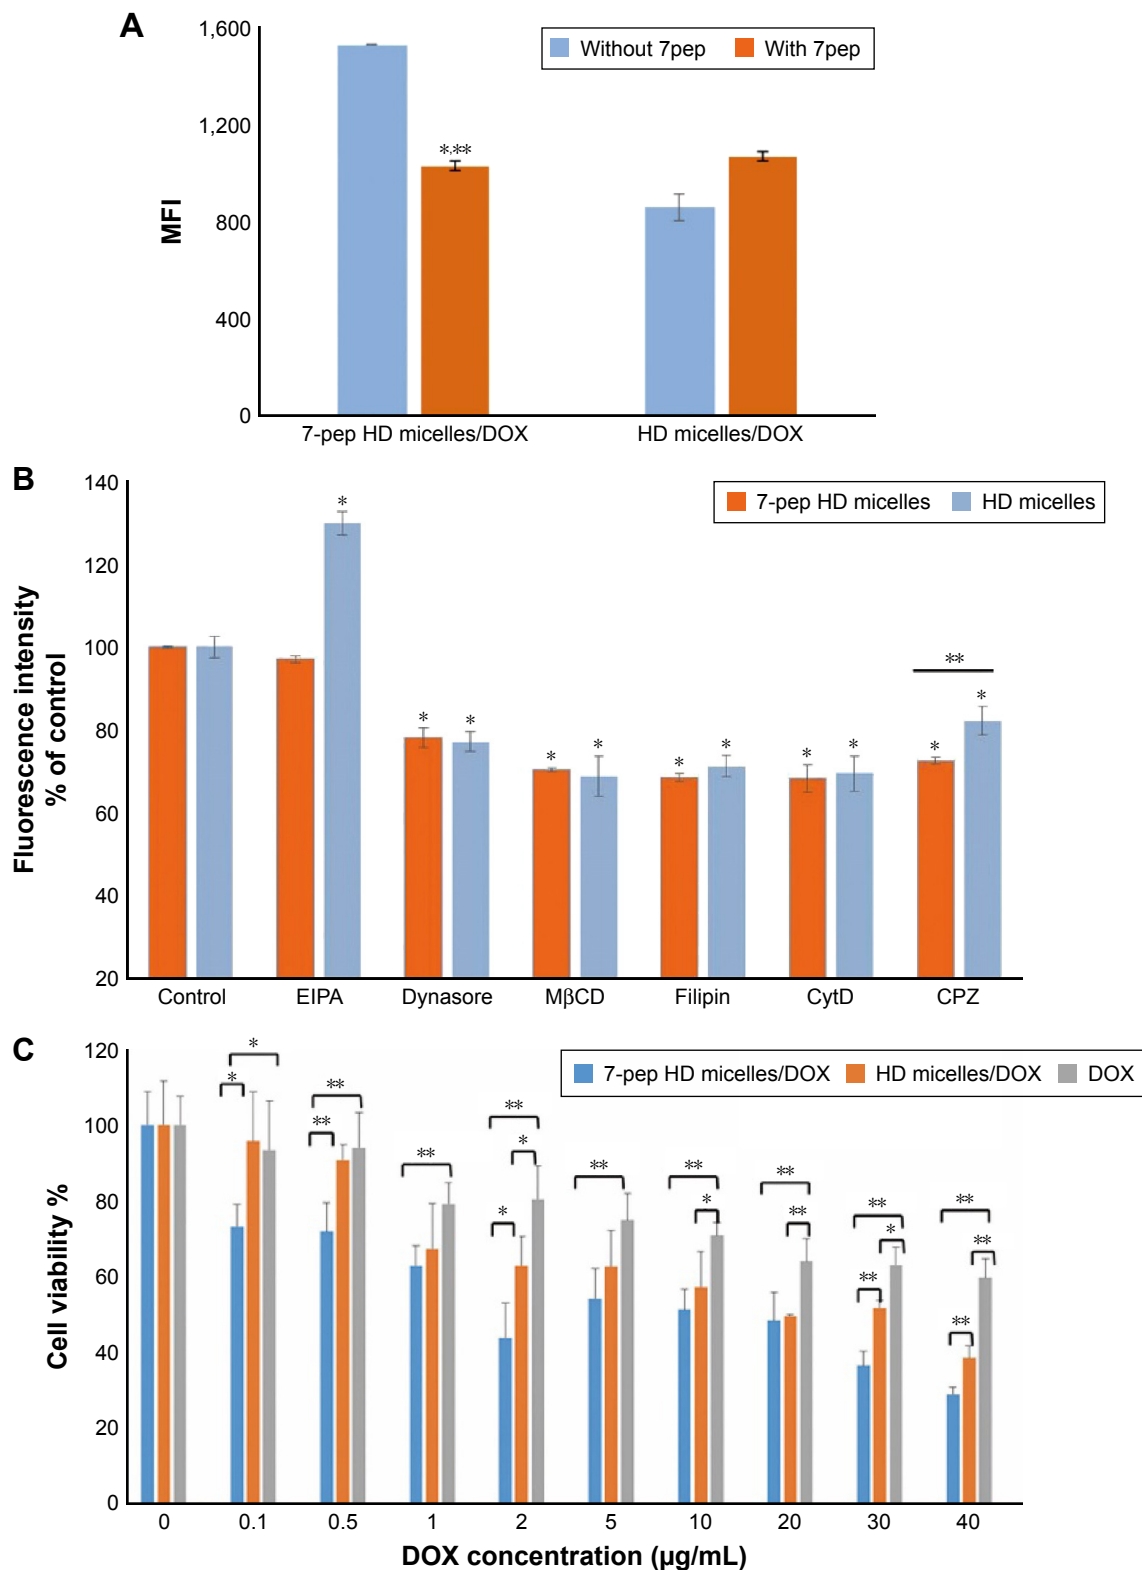 A
1,600
1,200
800
400
0
MFI
Without 7pep
With 7pep
*,**
7-pep HD micelles/DOX
HD micelles/DOX
B
140
120
100
80
60
40
20
Fluorescence intensity
% of control
7-pep HD micelles
HD micelles
*
*
*
*
*
*
*
*
*
**
*
*
Control
EIPA
Dynasore
MβCD
Filipin
CytD
CPZ
C
120
100
80
60
40
20
0
Cell viability %
7-pep HD micelles/DOX
HD micelles/DOX
DOX
*
*
**
**
**
**
*
*
**
**
*
**
**
**
*
**
**
**
**
0
0.1
0.5
1
2
5
10
20
30
40
DOX concentration (µg/mL)